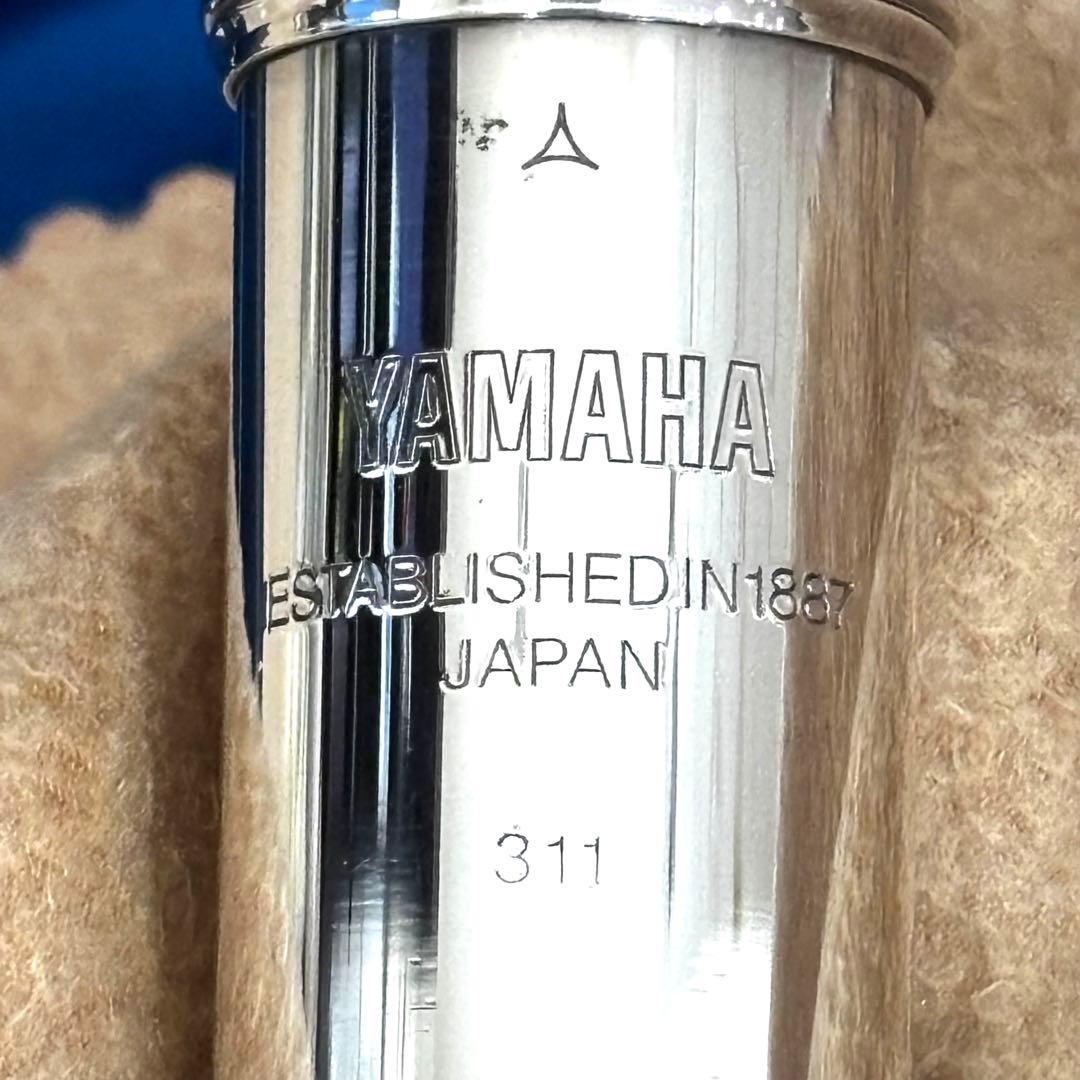 YAMAHA
ESTABLISHED IN 1887
JAPAN
311